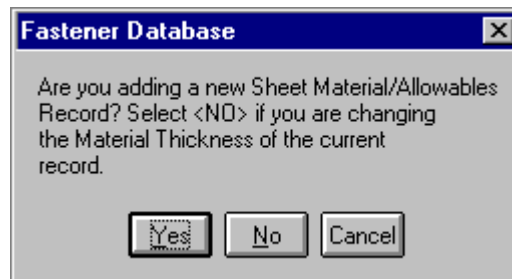 Fastener Database
Are you adding a new Sheet Material/Allowables
Record? Select <NO> if you are changing
the Material Thickness of the current
record.
Yes No Cancel